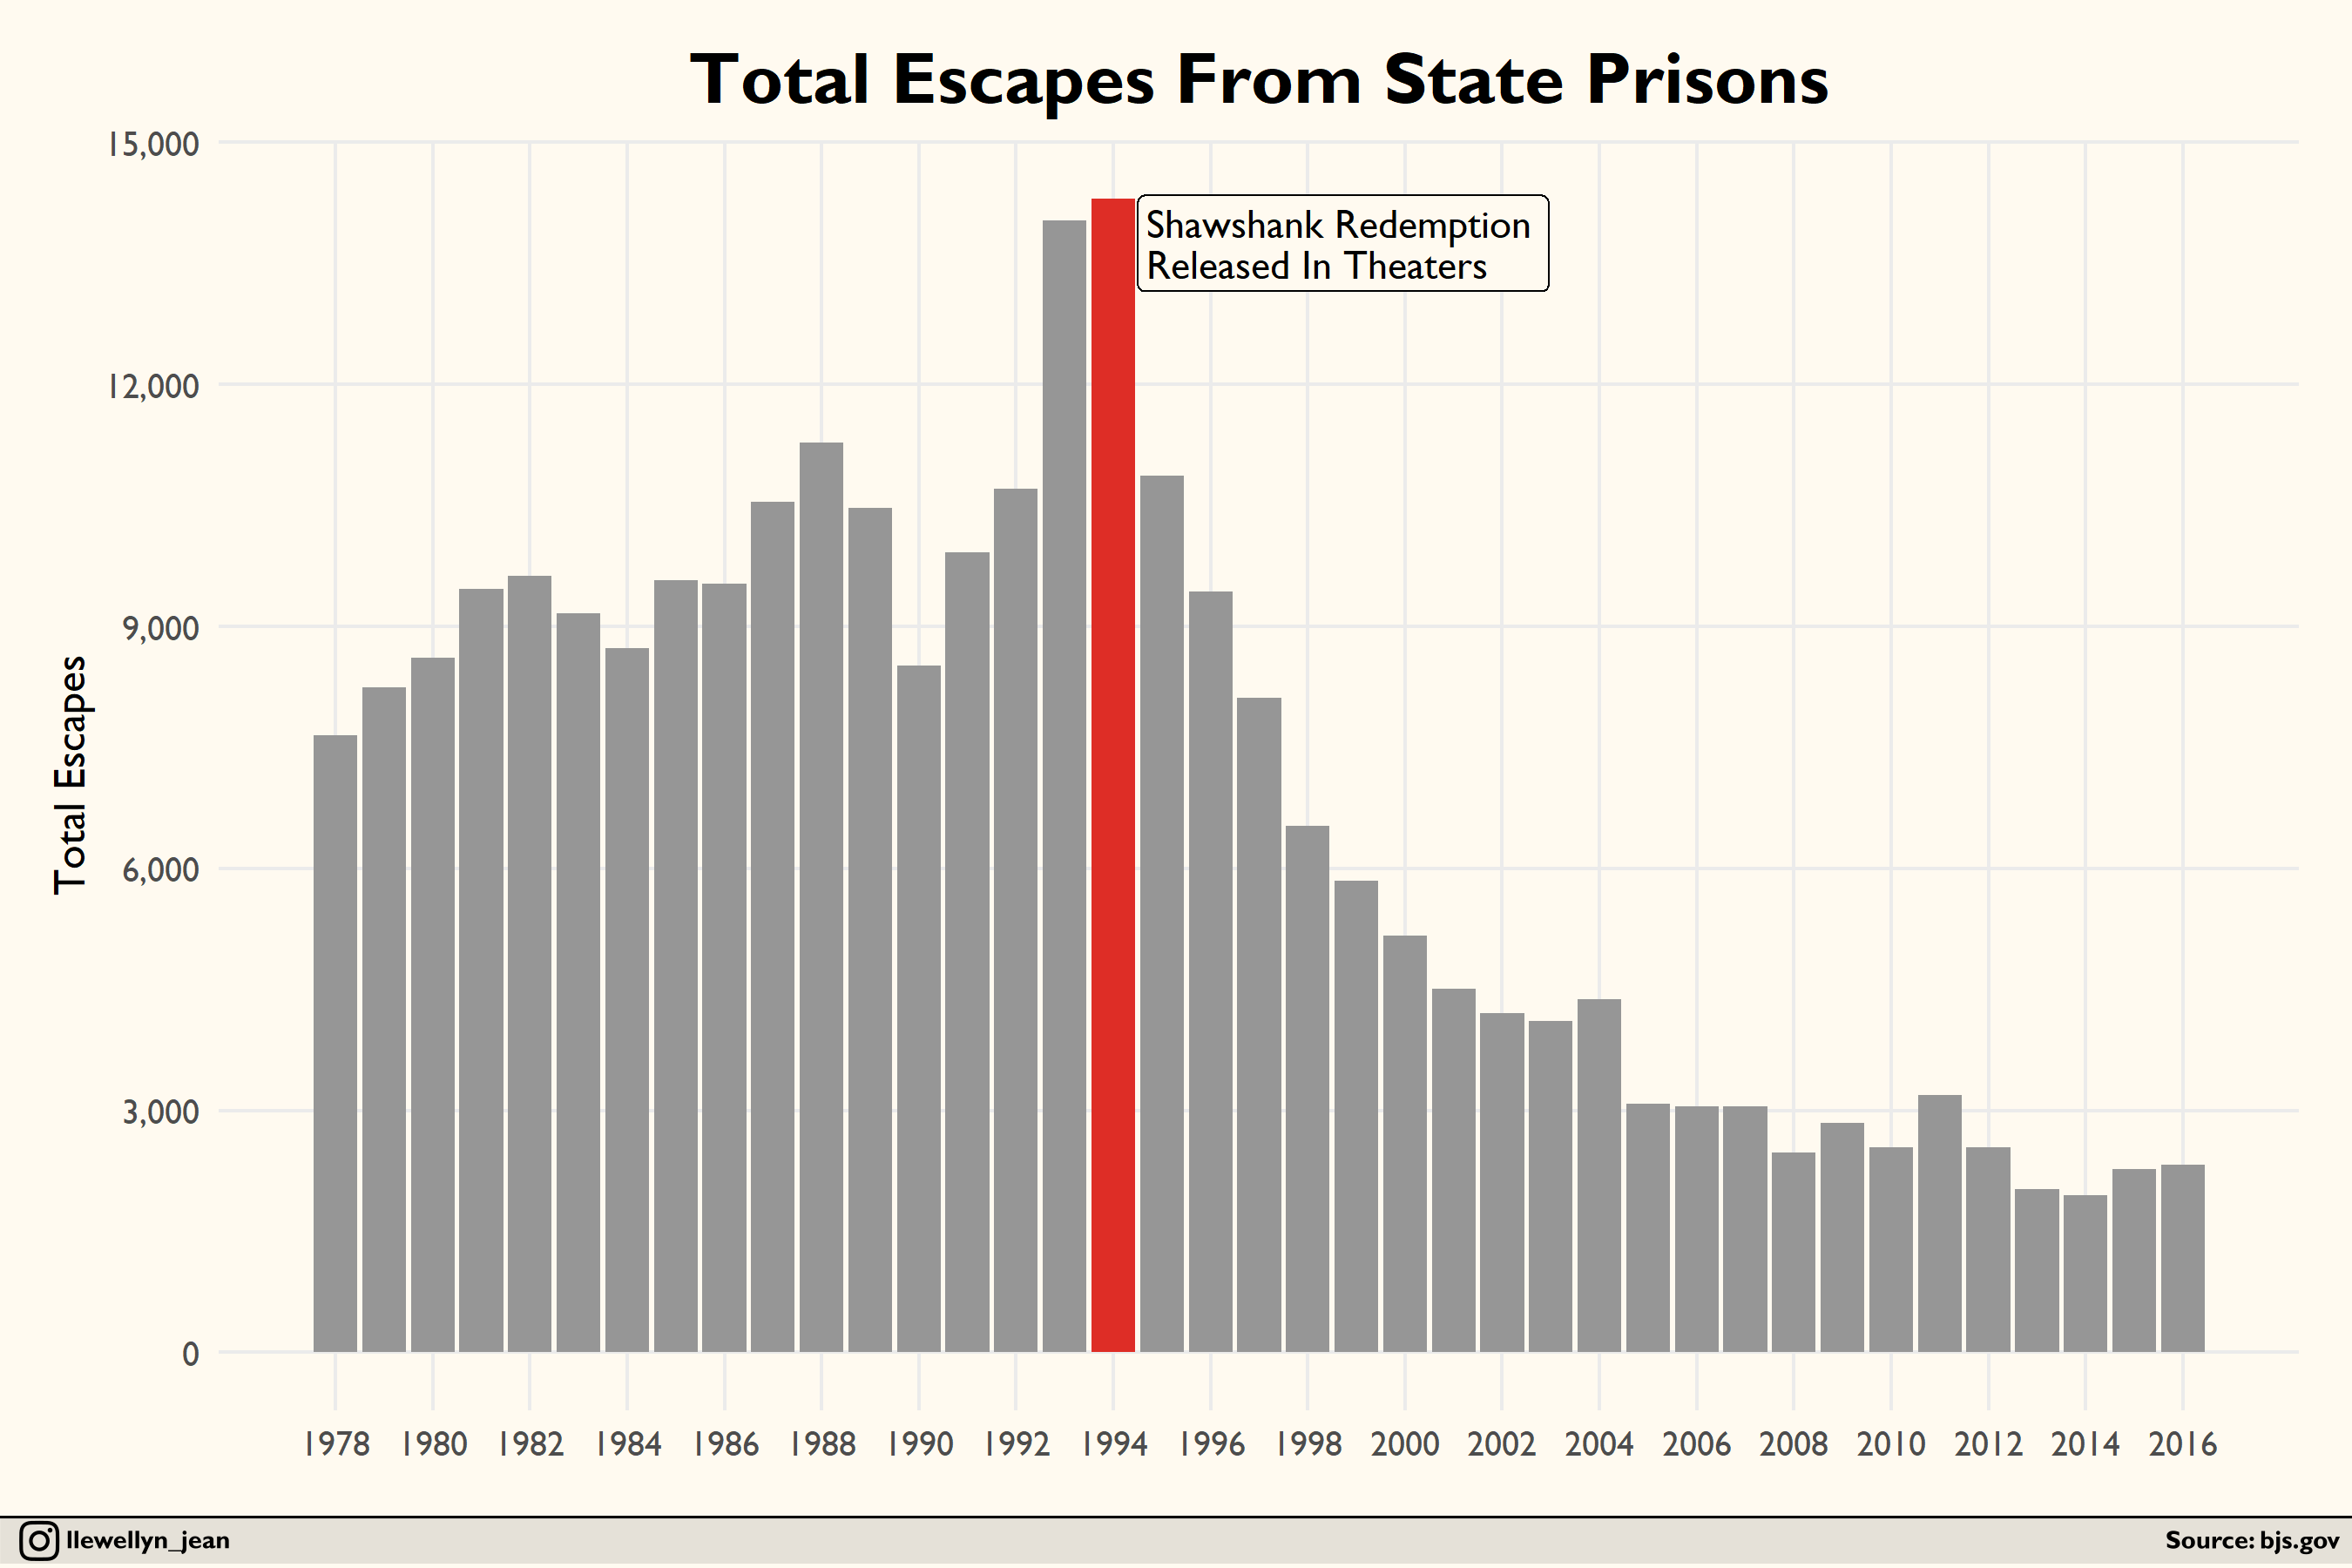 Total Escapes From State Prisons
15,000
12,000
9,000
6,000
3,000
0
Total Escapes
Shawshank Redemption
Released In Theaters
1978 1980 1982 1984 1986 1988 1990 1992 1994 1996 1998 2000 2002 2004 2006 2008 2010 2012 2014 2016
llewellyn_jean
Source: bjs.gov